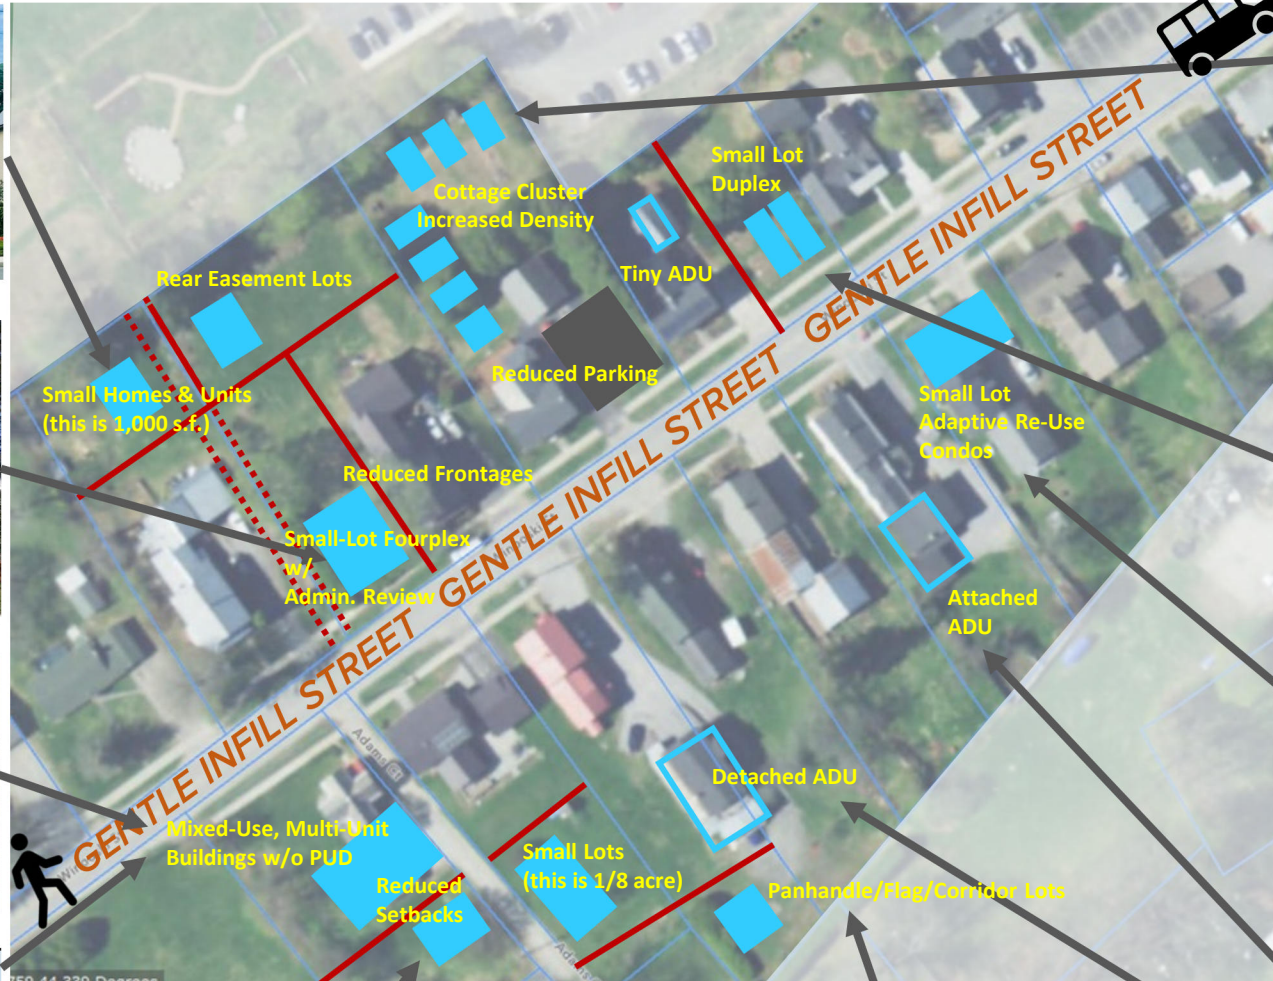 Small Lot
Duplex
Cottage Cluster
Increased Density
Tiny ADU
Rear Easement Lots
GENTLE INFILL STREET
Small Homes & Units
(this is 1,000 s.f.)
Reduced Parking
Small Lot
Adaptive Re-Use
Condos
Reduced Frontages
GENTLE INFILL STREET
Small-Lot Fourplex
w/
Admin. Review
Attached
ADU
GENTLE INFILL STREET
Adams Ct
Detached ADU
Mixed-Use, Multi-Unit
Buildings w/o PUD
Small Lots
(this is 1/8 acre)
Reduced
Setbacks
Panhandle/Flag/Corridor Lots